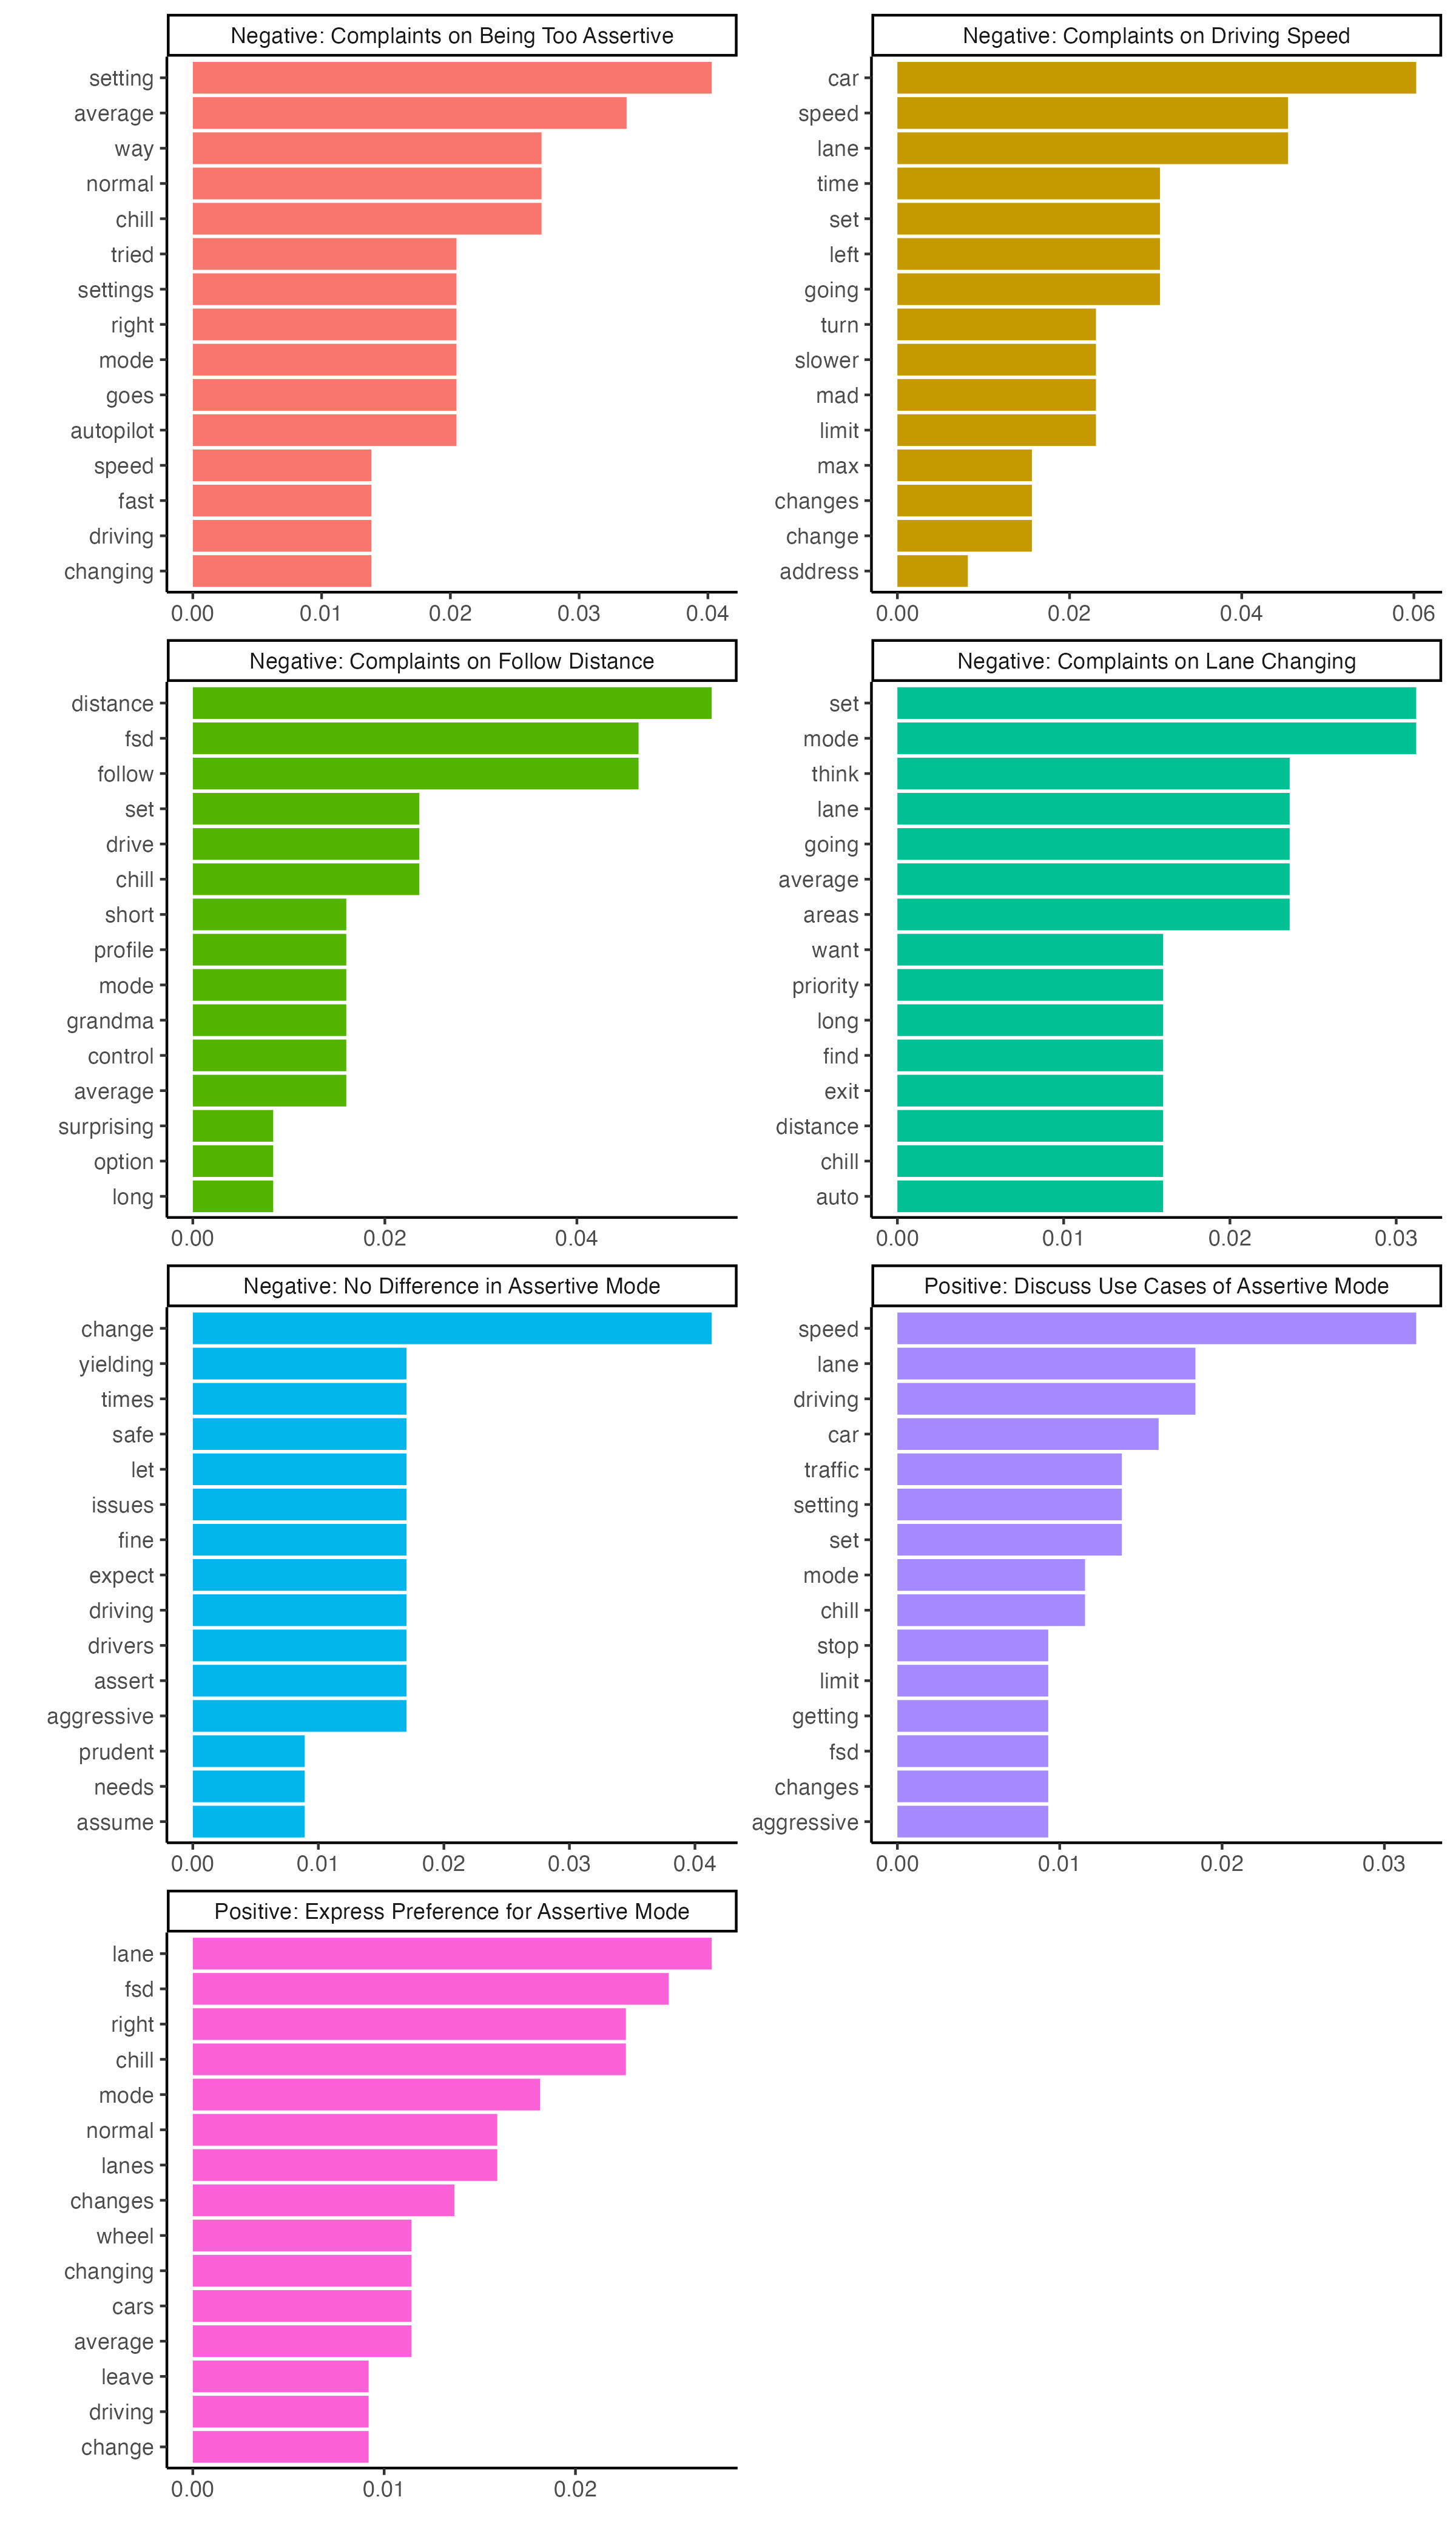 Negative: Complaints on Being Too Assertive
setting
average
way
normal
chill
tried
settings
right
mode
goes
autopilot
speed
fast
driving
changing
0.00 0.01 0.02 0.03 0.04
Negative: Complaints on Driving Speed
car
speed
lane
time
set
left
going
turn
slower
mad
limit
max
changes
change
address
0.00 0.02 0.04 0.06
Negative: Complaints on Follow Distance
distance
fsd
follow
set
drive
chill
short
profile
mode
grandma
control
average
surprising
option
long
0.00 0.02 0.04
Negative: Complaints on Lane Changing
set
mode
think
lane
going
average
areas
want
priority
long
find
exit
distance
chill
auto
0.00 0.01 0.02 0.03
Negative: No Difference in Assertive Mode
change
yielding
times
safe
let
issues
fine
expect
driving
drivers
assert
aggressive
prudent
needs
assume
0.00 0.01 0.02 0.03 0.04
Positive: Discuss Use Cases of Assertive Mode
speed
lane
driving
car
traffic
setting
set
mode
chill
stop
limit
getting
fsd
changes
aggressive
0.00 0.01 0.02 0.03
Positive: Express Preference for Assertive Mode
lane
fsd
right
chill
mode
normal
lanes
changes
wheel
changing
cars
average
leave
driving
change
0.00 0.01 0.02